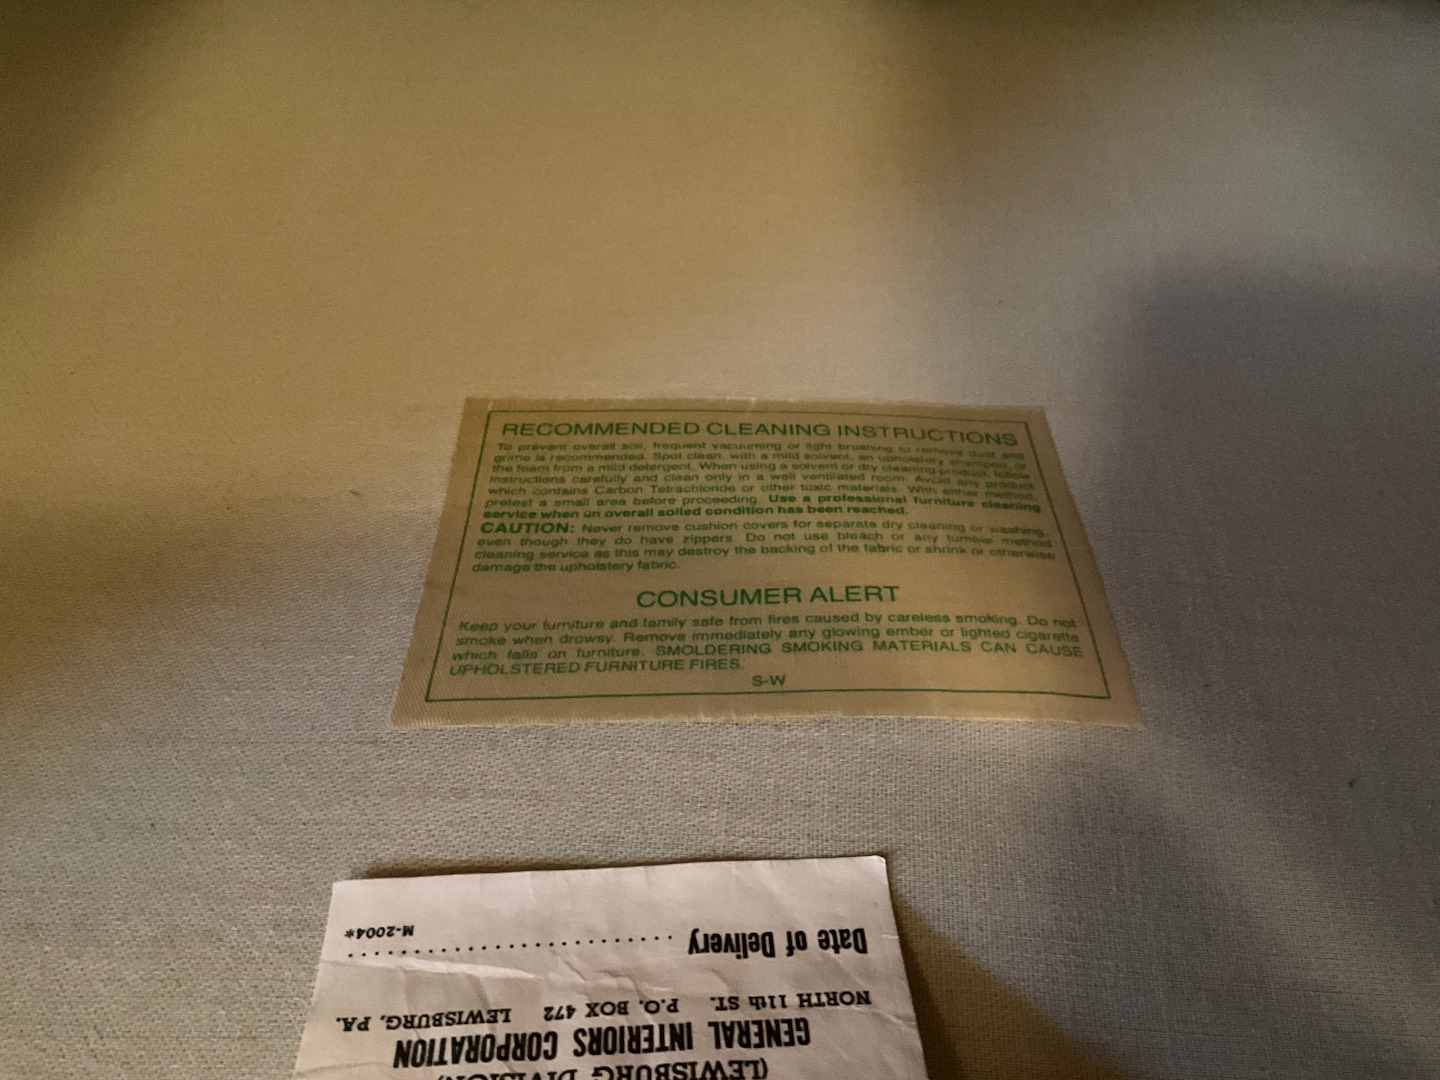 RECOMMENDED CLEANING INSTRUCTIONS
To prevent overall soil, frequent vacuuming or light brushing to remove dust and
grime is recommended. Spot clean, with a mild solvent, an upholstery shampoo, or
the foam from a mild detergent. When using a solvent or dry cleaning product, follow
instructions carefully and clean only in a well ventilated room. Avoid any product
which contains Carbon Tetrachloride or other toxic materials. With either method,
pretest a small area before proceeding. Use a professional furniture cleaning
service when an overall soiled condition has been reached.
CAUTION: Never remove cushion covers for separate dry cleaning or washing,
even though they do have zippers. Do not use bleach or any tumble method
cleaning service as this may destroy the backing of the fabric or shrink or otherwise
damage the upholstery fabric.
CONSUMER ALERT
Keep your furniture and family safe from fires caused by careless smoking. Do not
smoke when drowsy. Remove immediately any glowing ember or lighted cigarette
which falls on furniture. SMOLDERING SMOKING MATERIALS CAN CAUSE
UPHOLSTERED FURNITURE FIRES.
S-W
(LEWISBURG DIVISION)
GENERAL INTERIORS CORPORATION
NORTH 11th ST. P.O. BOX 472 LEWISBURG, PA.
Date of Delivery ........................
M-2004*